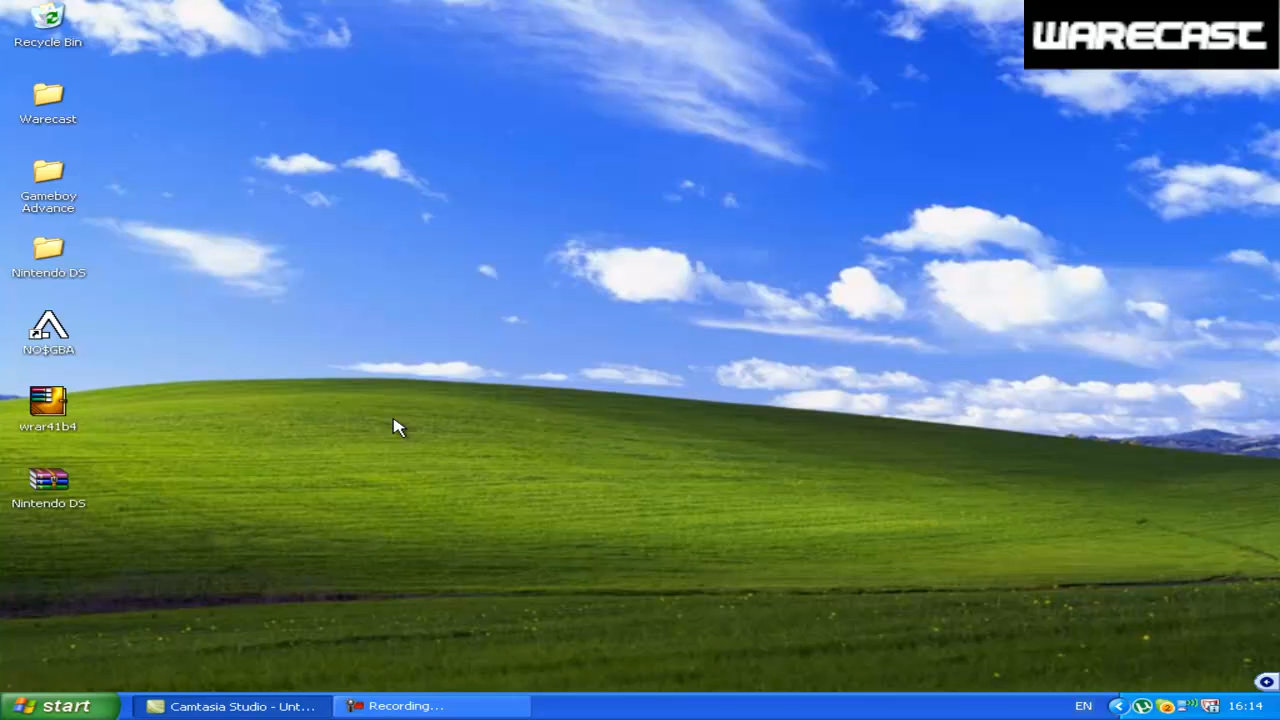 WARECAST
Recycle Bin
Warecast
Gameboy
Advance
Nintendo DS
NO$GBA
wrar41b4
Nintendo DS
start
Camtasia Studio - Unt...
Recording...
EN
16:14